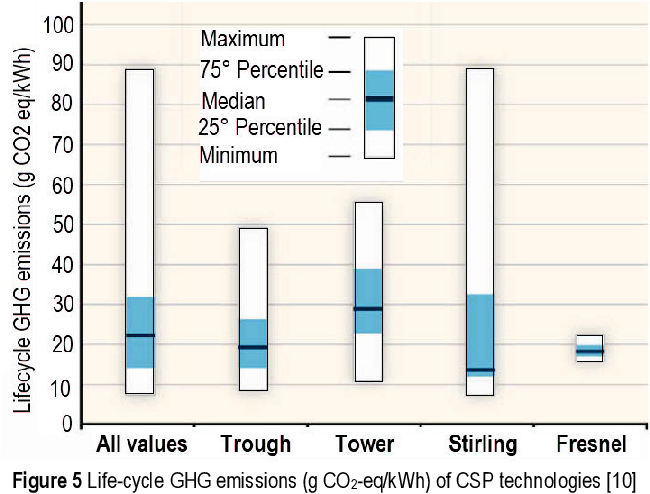 Lifecycle GHG emissions (g CO2 eq/kWh)
100
90
80
70
60
50
40
30
20
10
0
Maximum
75° Percentile
Median
25° Percentile
Minimum
All values
Trough
Tower
Stirling
Fresnel
Figure 5 Life-cycle GHG emissions (g CO₂-eq/kWh) of CSP technologies [10]